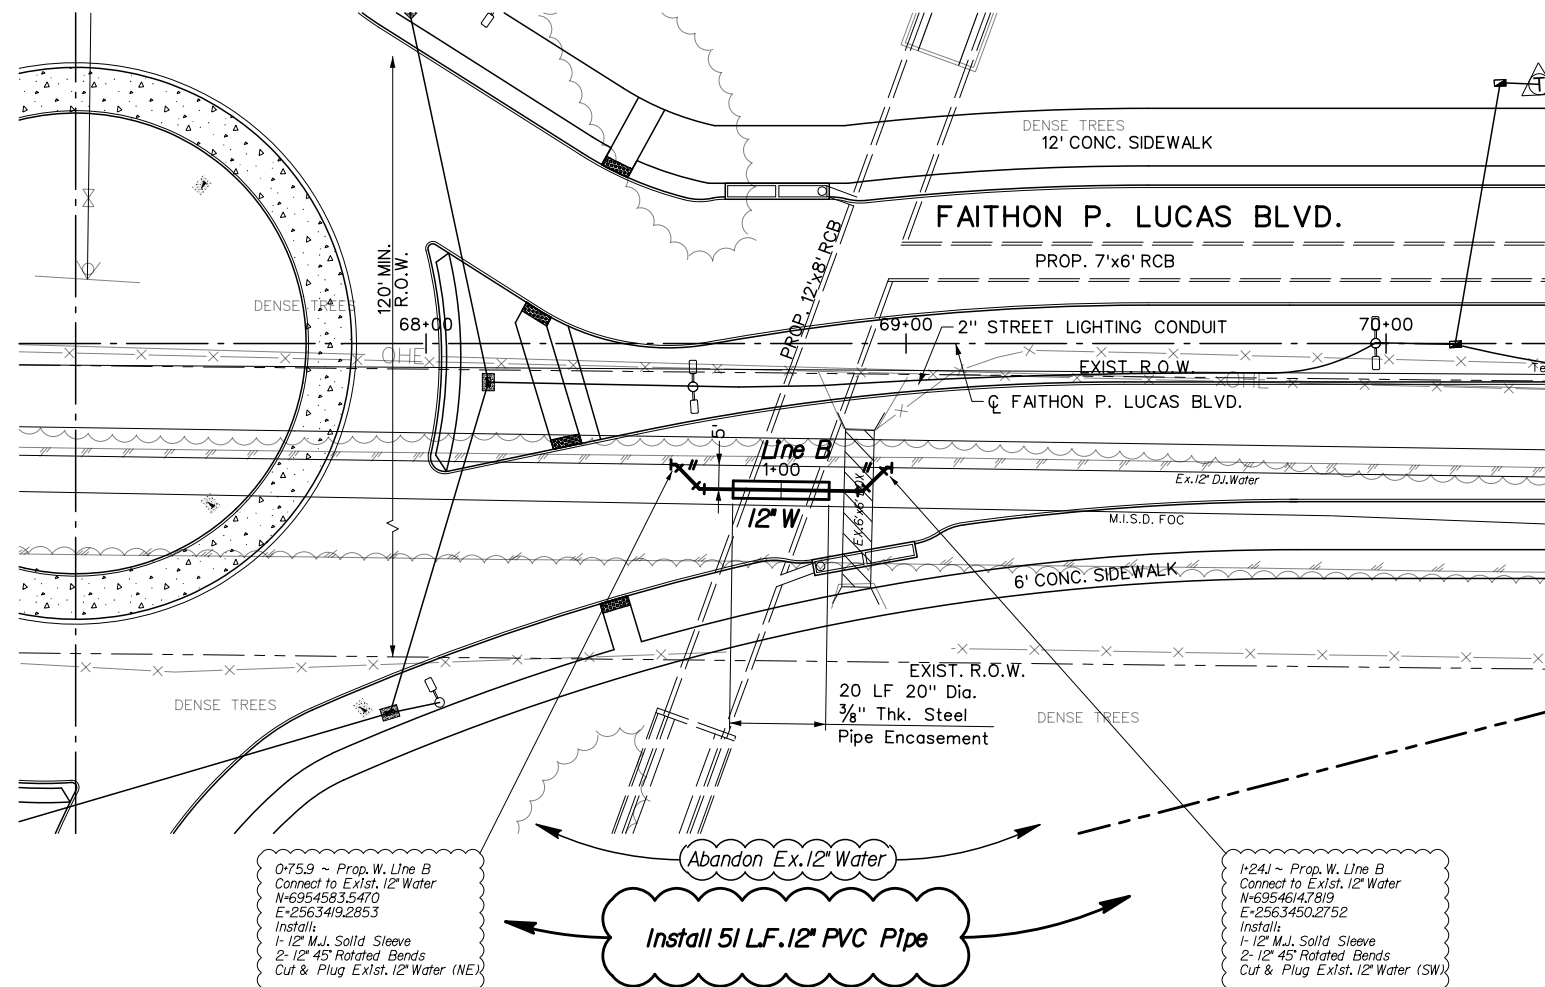 DENSE TREES
12' CONC. SIDEWALK
FAITHON P. LUCAS BLVD.
PROP. 7'x6' RCB
PROP. 12'x8' RCB
120' MIN.
R.O.W.
DENSE TREES
68+00
69+00
70+00
2" STREET LIGHTING CONDUIT
OHE
EXIST. R.O.W.
OHE
Te
℄ FAITHON P. LUCAS BLVD.
5'
Line B
1+00
12" W
Ex. 12" D.I. Water
M.I.S.D. FOC
6' CONC. SIDEWALK
EXIST. R.O.W.
20 LF 20" Dia.
⅜" Thk. Steel
Pipe Encasement
DENSE TREES
DENSE TREES
Abandon Ex. 12" Water
Install 51 L.F. 12" PVC Pipe
0+75.9 ~ Prop. W. Line B
Connect to Exist. 12" Water
N=6954583.5470
E=2563419.2853
Install:
1- 12" M.J. Solid Sleeve
2- 12" 45° Rotated Bends
Cut & Plug Exist. 12" Water (NE)
1+24.1 ~ Prop. W. Line B
Connect to Exist. 12" Water
N=6954614.7819
E=2563450.2752
Install:
1- 12" M.J. Solid Sleeve
2- 12" 45° Rotated Bends
Cut & Plug Exist. 12" Water (SW)